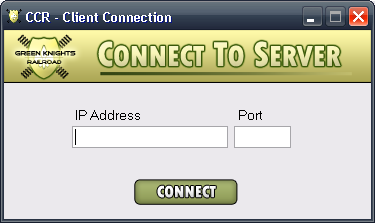 CCR - Client Connection
GREEN KNIGHTS
RAILROAD
CONNECT TO SERVER
IP Address Port
CONNECT